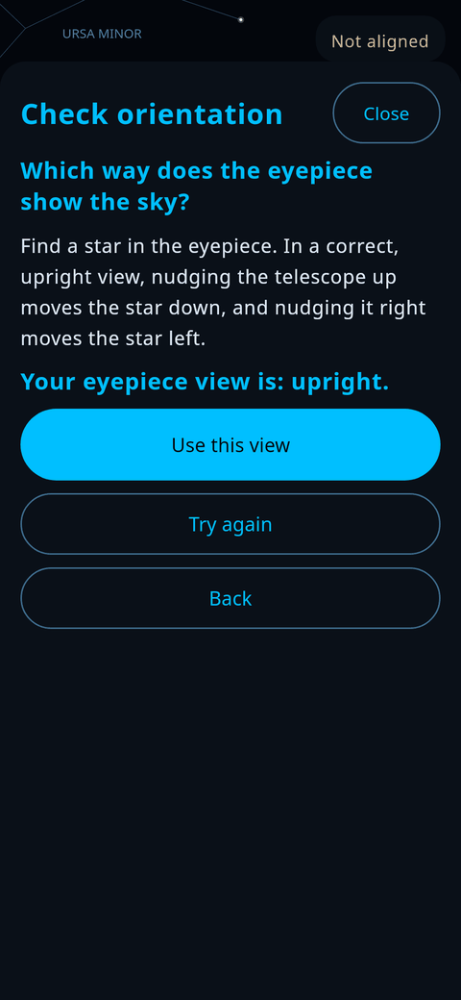 URSA MINOR
Not aligned
Check orientation
Close
Which way does the eyepiece
show the sky?
Find a star in the eyepiece. In a correct,
upright view, nudging the telescope up
moves the star down, and nudging it right
moves the star left.
Your eyepiece view is: upright.
Use this view
Try again
Back